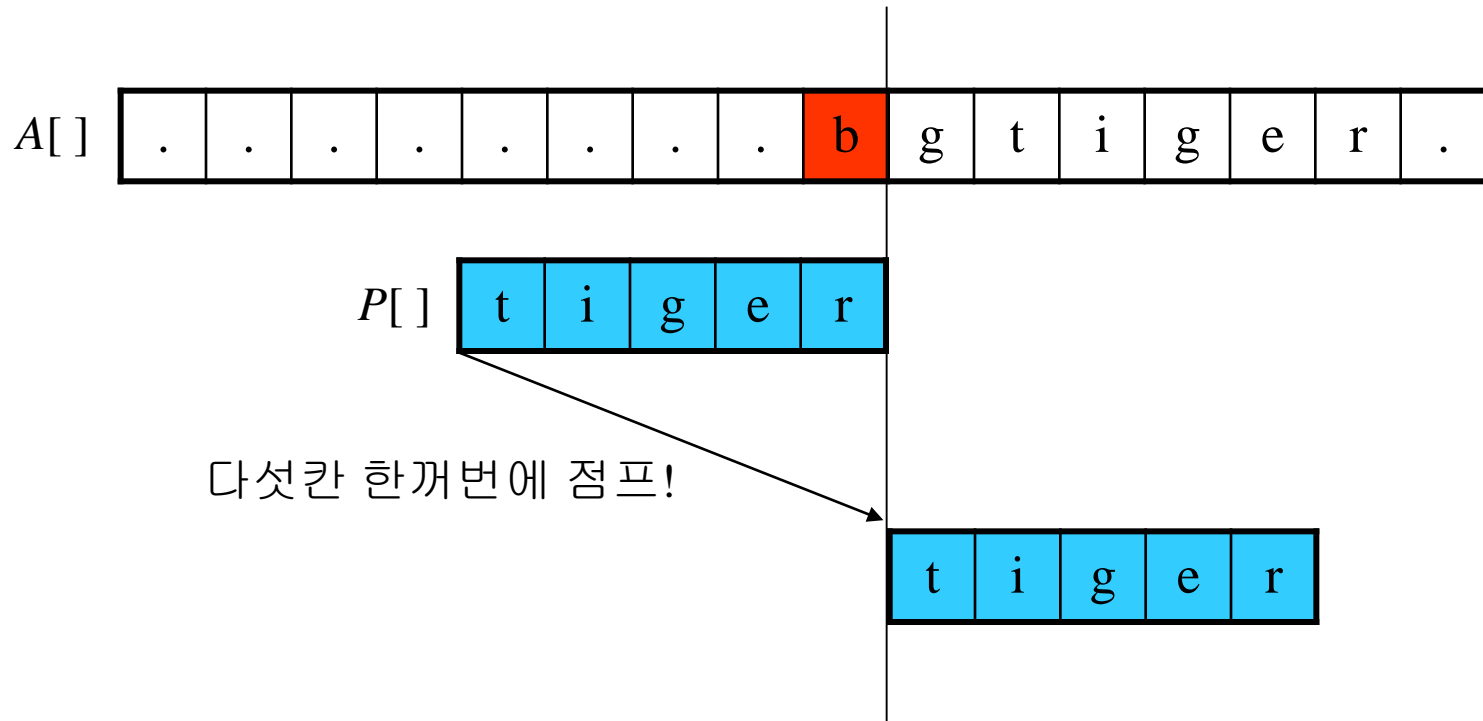 A[ ] . . . . . . . . b g t i g e r .
P[ ] t i g e r
다섯칸 한꺼번에 점프!
t i g e r